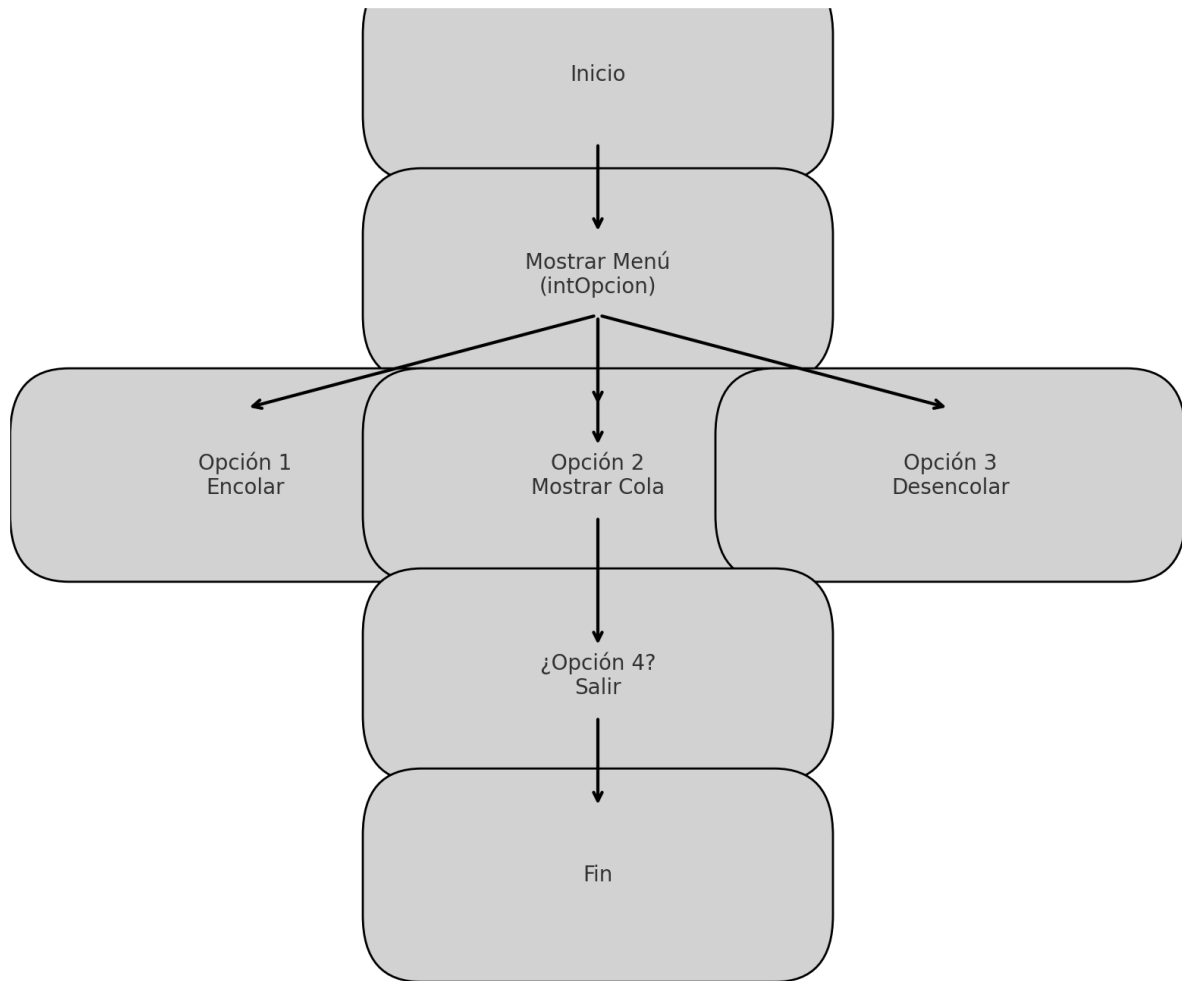 Inicio
Mostrar Menú
(intOpcion)
Opción 1
Encolar
Opción 2
Mostrar Cola
Opción 3
Desencolar
¿Opción 4?
Salir
Fin